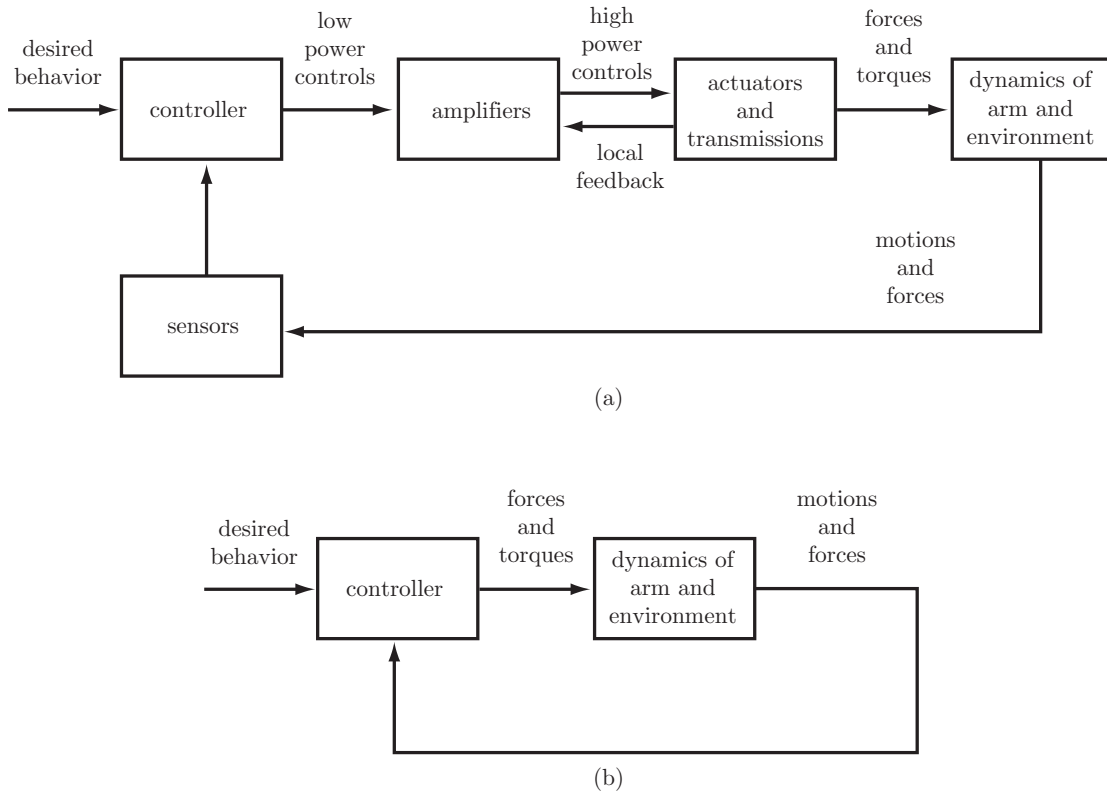 desired
behavior
controller
low
power
controls
amplifiers
high
power
controls
local
feedback
actuators
and
transmissions
forces
and
torques
dynamics of
arm and
environment
motions
and
forces
sensors
(a)
desired
behavior
controller
forces
and
torques
dynamics of
arm and
environment
motions
and
forces
(b)